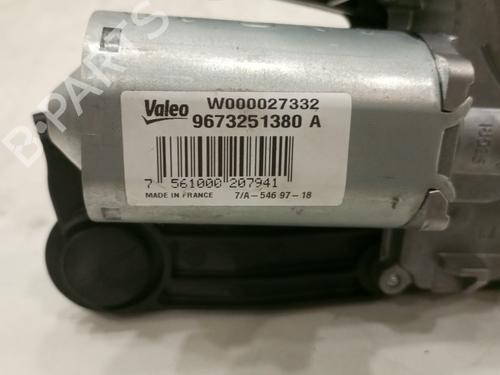 Valeo
W000027332
9673251380 A
7 561000 207941
MADE IN FRANCE 7/A-546 97-18
B-PARTS